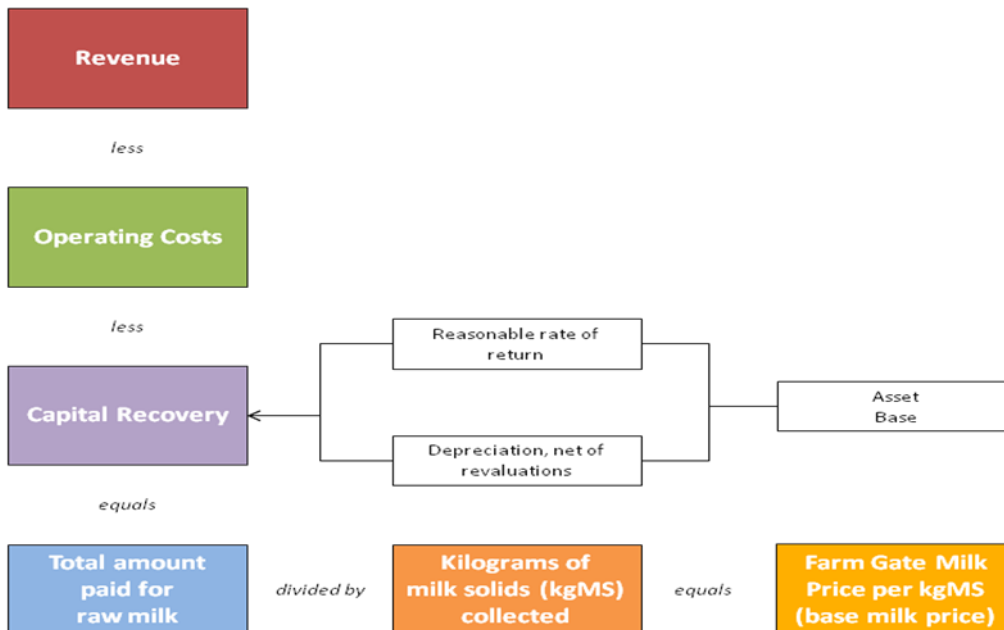 Revenue
less
Operating Costs
less
Reasonable rate of
return
Capital Recovery
Asset
Base
Depreciation, net of
revaluations
equals
Total amount
paid for
raw milk
divided by
Kilograms of
milk solids (kgMS)
collected
equals
Farm Gate Milk
Price per kgMS
(base milk price)